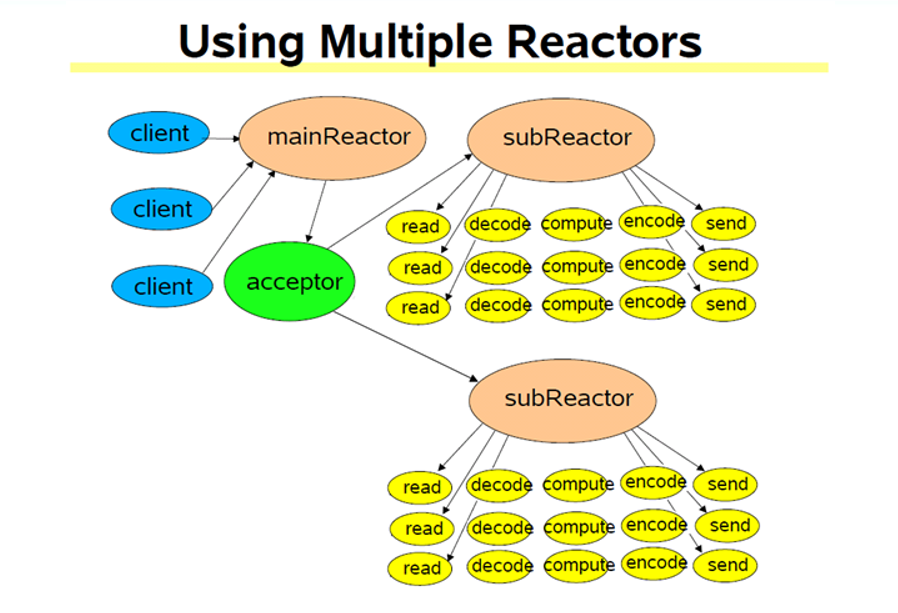 Using Multiple Reactors
client
mainReactor
subReactor
client
client
acceptor
read decode compute encode send
read decode compute encode send
read decode compute encode send
subReactor
read decode compute encode send
read decode compute encode send
read decode compute encode send